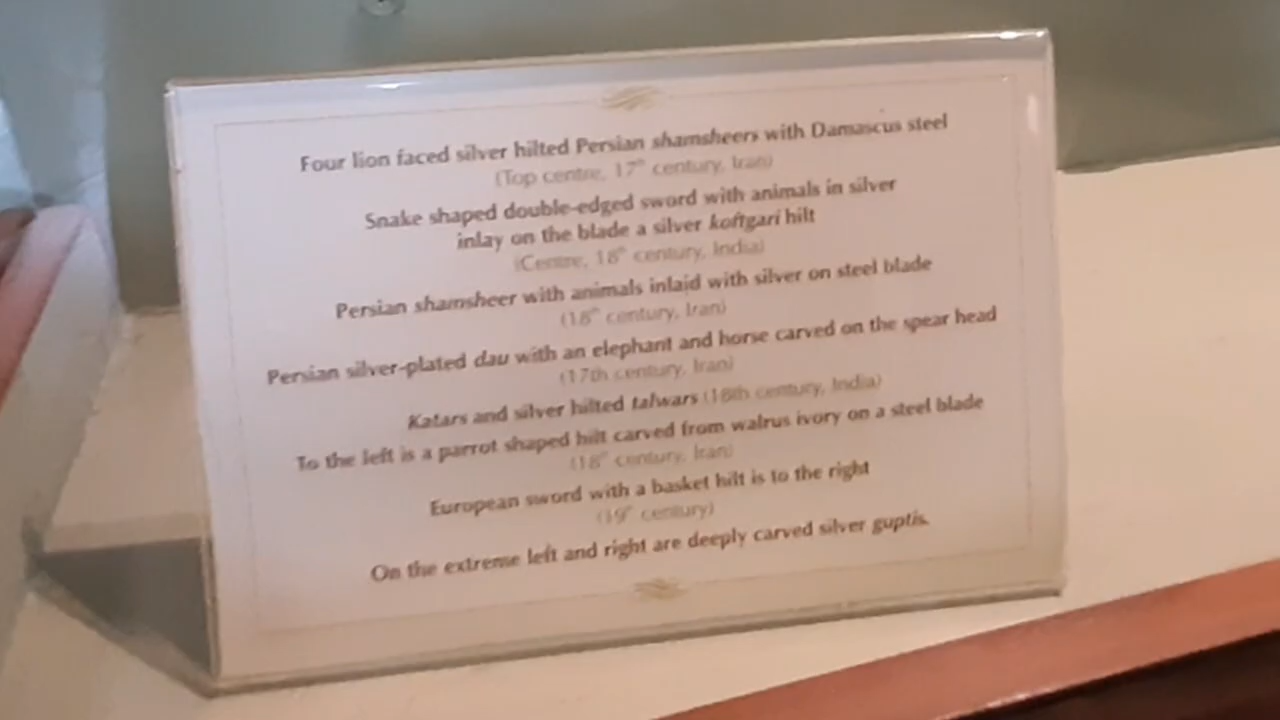 Four lion faced silver hilted Persian shamsheers with Damascus steel
(Top centre, 17th century, Iran)
Snake shaped double-edged sword with animals in silver
inlay on the blade a silver koftgari hilt
(Centre, 18th century, India)
Persian shamsheer with animals inlaid with silver on steel blade
(18th century, Iran)
Persian silver-plated dau with an elephant and horse carved on the spear head
(17th century, Iran)
Katars and silver hilted talwars (18th century, India)
To the left is a parrot shaped hilt carved from walrus ivory on a steel blade
(18th century, Iran)
European sword with a basket hilt is to the right
(19th century)
On the extreme left and right are deeply carved silver guptis.